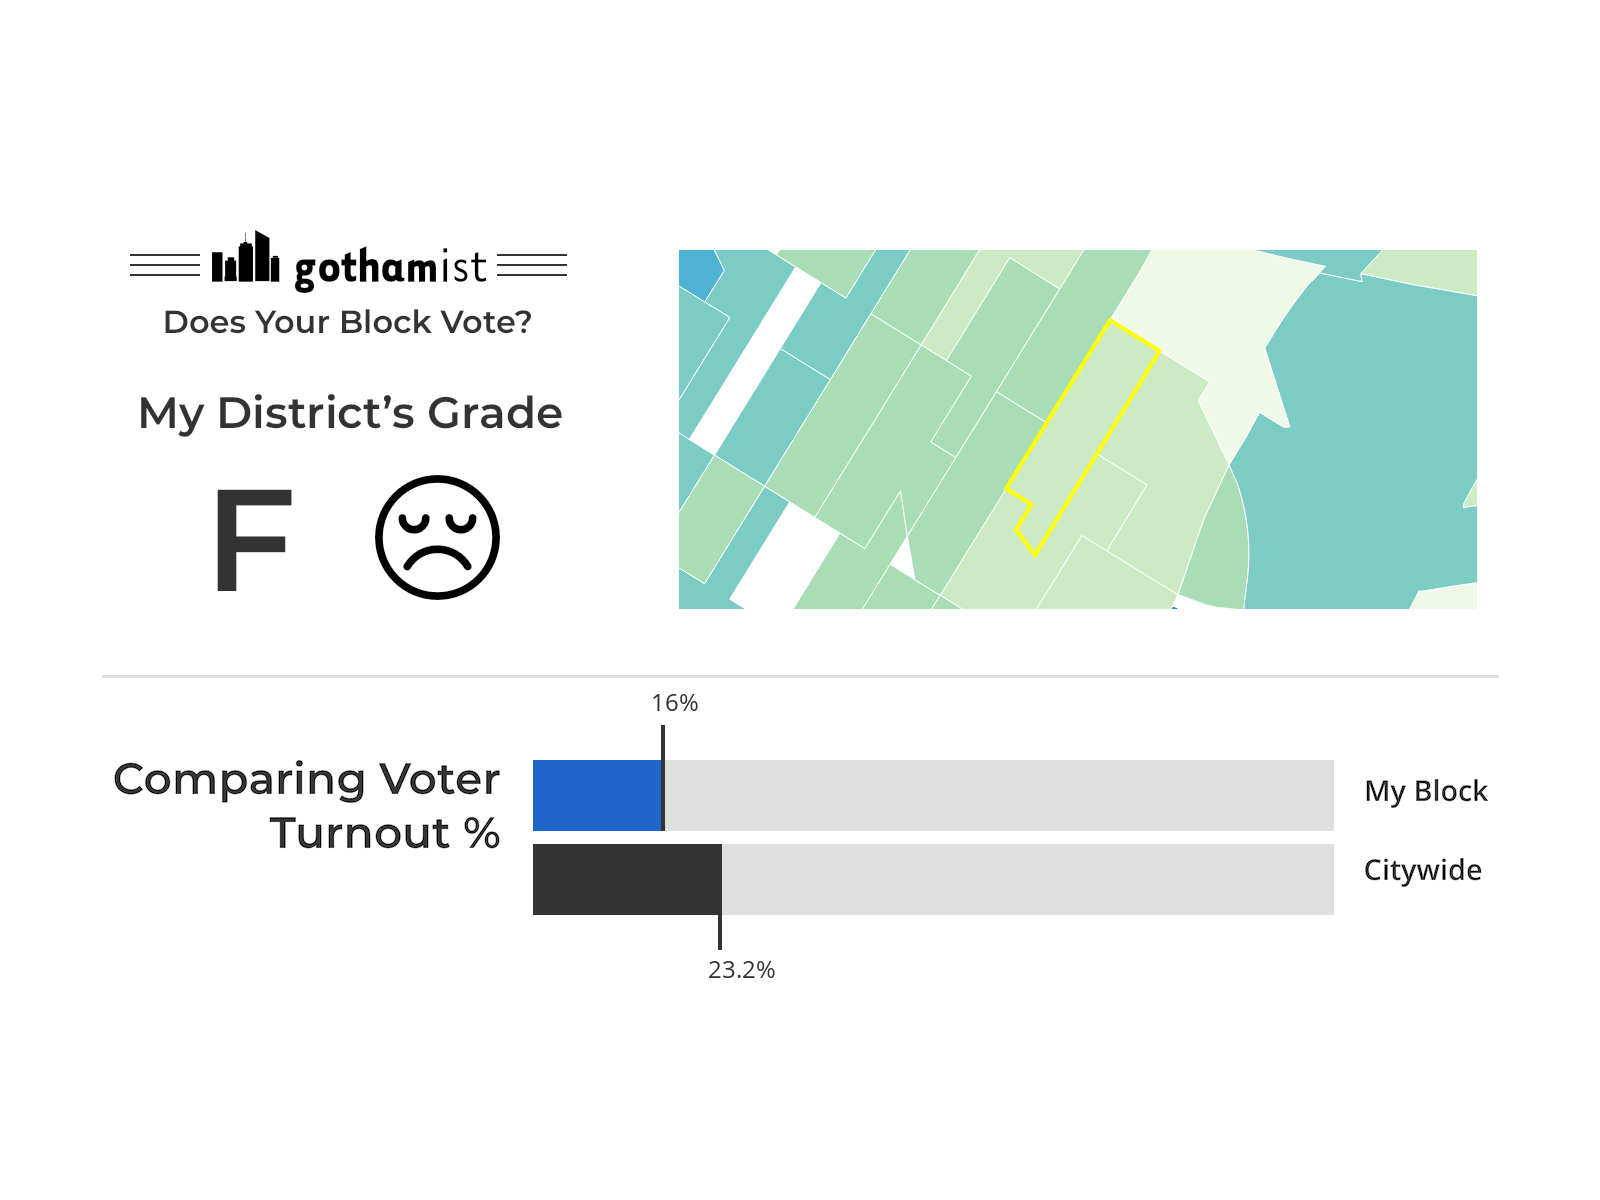 gothamist
Does Your Block Vote?
My District’s Grade
F
16%
Comparing Voter
Turnout %
My Block
Citywide
23.2%